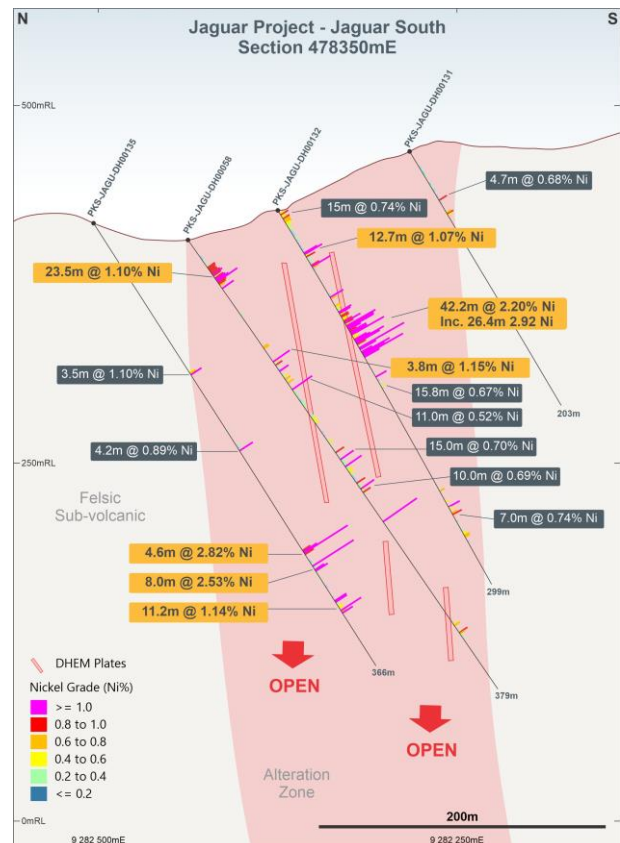 N
Jaguar Project - Jaguar South
Section 478350mE
S
500mRL
PKS-JAGU-DH00135
PKS-JAGU-DH00058
PKS-JAGU-DH00132
PKS-JAGU-DH00131
4.7m @ 0.68% Ni
15m @ 0.74% Ni
12.7m @ 1.07% Ni
23.5m @ 1.10% Ni
42.2m @ 2.20% Ni
Inc. 26.4m 2.92 Ni
3.8m @ 1.15% Ni
3.5m @ 1.10% Ni
15.8m @ 0.67% Ni
203m
11.0m @ 0.52% Ni
4.2m @ 0.89% Ni
15.0m @ 0.70% Ni
250mRL
10.0m @ 0.69% Ni
Felsic
Sub-volcanic
7.0m @ 0.74% Ni
4.6m @ 2.82% Ni
8.0m @ 2.53% Ni
299m
11.2m @ 1.14% Ni
366m
379m
OPEN
OPEN
DHEM Plates
Nickel Grade (Ni%)
>= 1.0
0.8 to 1.0
0.6 to 0.8
0.4 to 0.6
0.2 to 0.4
<= 0.2
Alteration
Zone
0mRL
200m
9 282 500mE
9 282 250mE